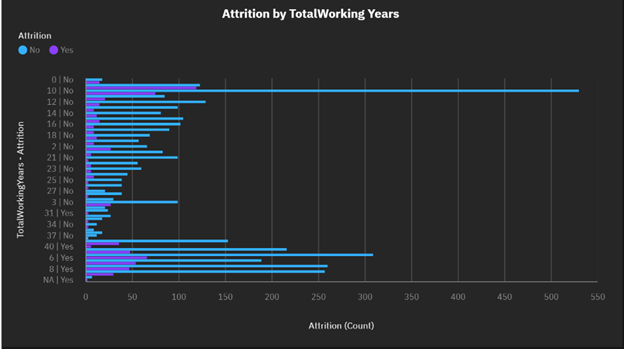 Attrition by TotalWorking Years
Attrition
No Yes
TotalWorkingYears - Attrition
0 | No
10 | No
12 | No
14 | No
16 | No
18 | No
2 | No
21 | No
23 | No
25 | No
27 | No
3 | No
31 | Yes
34 | No
37 | No
40 | Yes
6 | Yes
8 | Yes
NA | Yes
0 50 100 150 200 250 300 350 400 450 500 550
Attrition (Count)